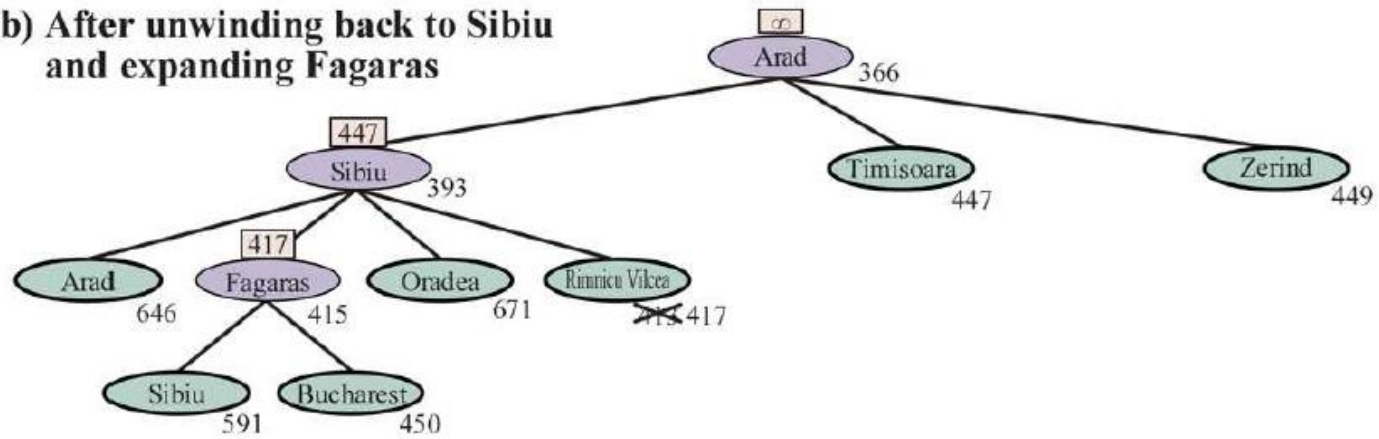 b) After unwinding back to Sibiu
and expanding Fagaras
∞
Arad
366
447
Sibiu
393
Timisoara
447
Zerind
449
417
Arad
646
Fagaras
415
Oradea
671
Rimnicu Vilcea
413 417
Sibiu
591
Bucharest
450